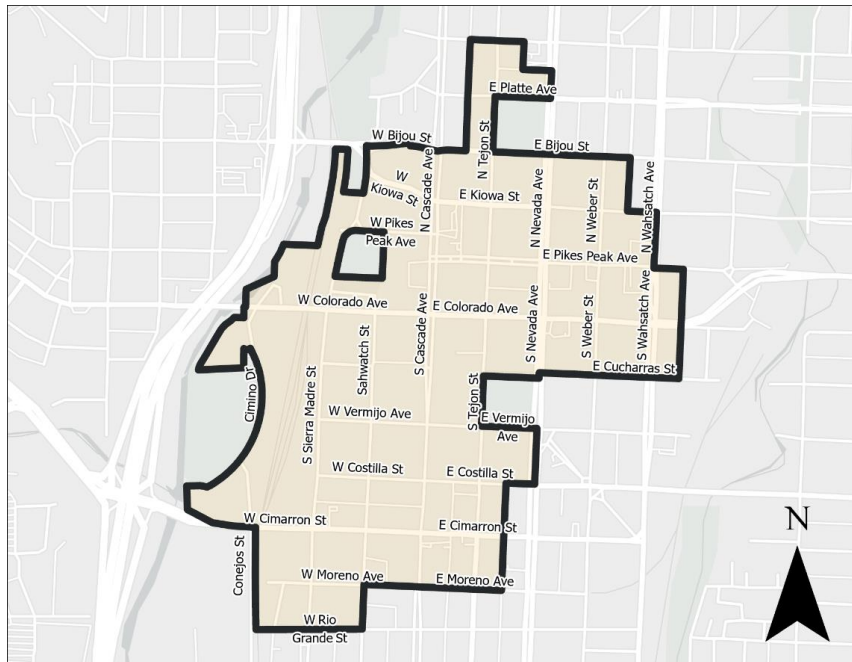 E Platte Ave
W Bijou St
E Bijou St
N Tejon St
N Cascade Ave
W
Kiowa St
E Kiowa St
N Nevada Ave
N Weber St
N Wahsatch Ave
W Pikes
Peak Ave
E Pikes Peak Ave
W Colorado Ave
E Colorado Ave
S Nevada Ave
S Weber St
S Wahsatch Ave
Sahwatch St
S Cascade Ave
E Cucharras St
Cimino Dr
S Sierra Madre St
S Tejon St
W Vermijo Ave
E Vermijo
Ave
W Costilla St
E Costilla St
N
W Cimarron St
E Cimarron St
Conejos St
W Moreno Ave
E Moreno Ave
W Rio
Grande St